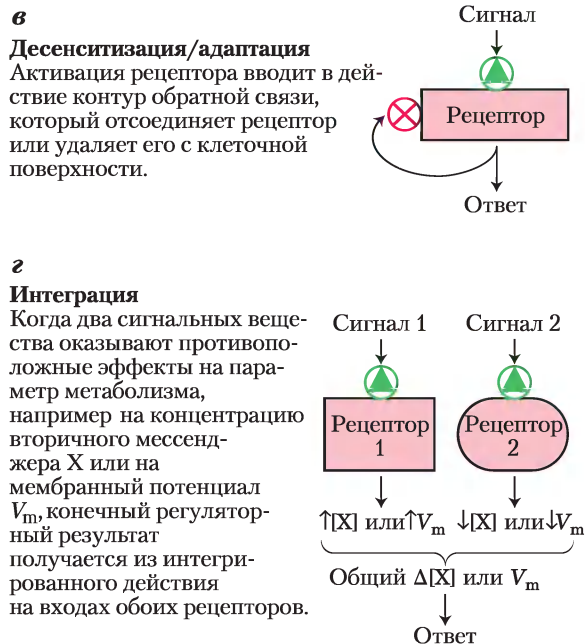 в
Десенситизация/адаптация
Активация рецептора вводит в дей-
ствие контур обратной связи,
который отсоединяет рецептор
или удаляет его с клеточной
поверхности.
Сигнал
Рецептор
Ответ
г
Интеграция
Когда два сигнальных веще-
ства оказывают противопо-
ложные эффекты на пара-
метр метаболизма,
например на концентрацию
вторичного мессенд-
жера X или на
мембранный потенциал
Vm, конечный регулятор-
ный результат
получается из интегри-
рованного действия
на входах обоих рецепторов.
Сигнал 1 Сигнал 2
Рецептор
1
Рецептор
2
↑[X] или↑Vm ↓[X] или↓Vm
Общий Δ[X] или Vm
Ответ